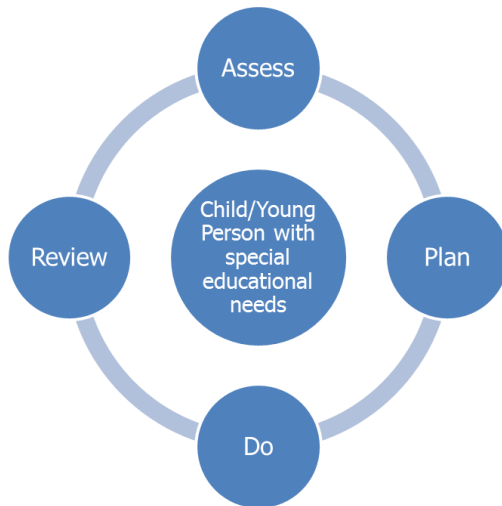 Assess
Review
Child/Young
Person with
special
educational
needs
Plan
Do